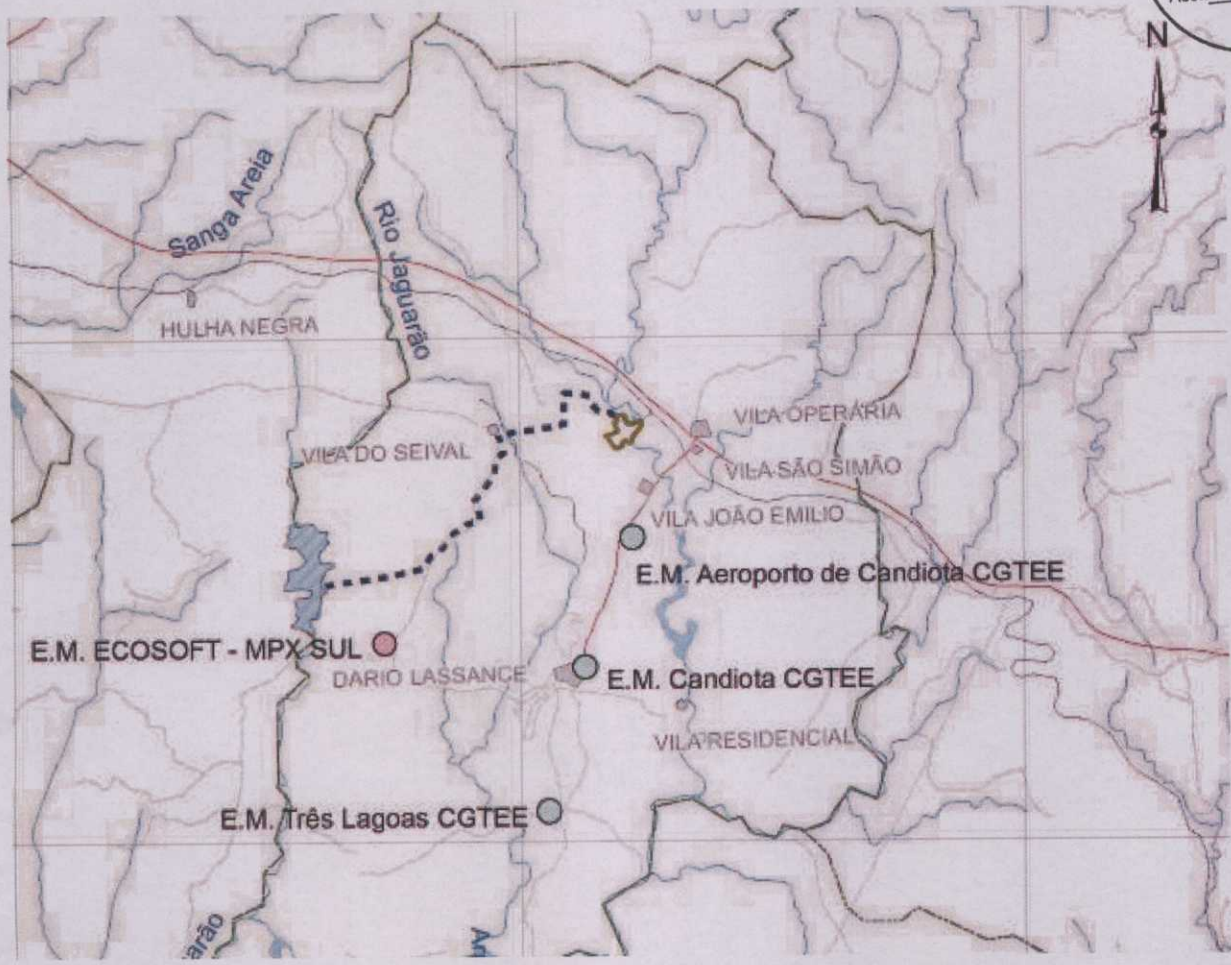 N
Sanga Areia
Rio Jaguarão
HULHA NEGRA
VILA OPERÁRIA
VILA DO SEIVAL
VILA SÃO SIMÃO
VILA JOÃO EMILIO
E.M. Aeroporto de Candiota CGTEE
E.M. ECOSOFT - MPX SUL
DARIO LASSANCE
E.M. Candiota CGTEE
VILA RESIDENCIAL
E.M. Três Lagoas CGTEE